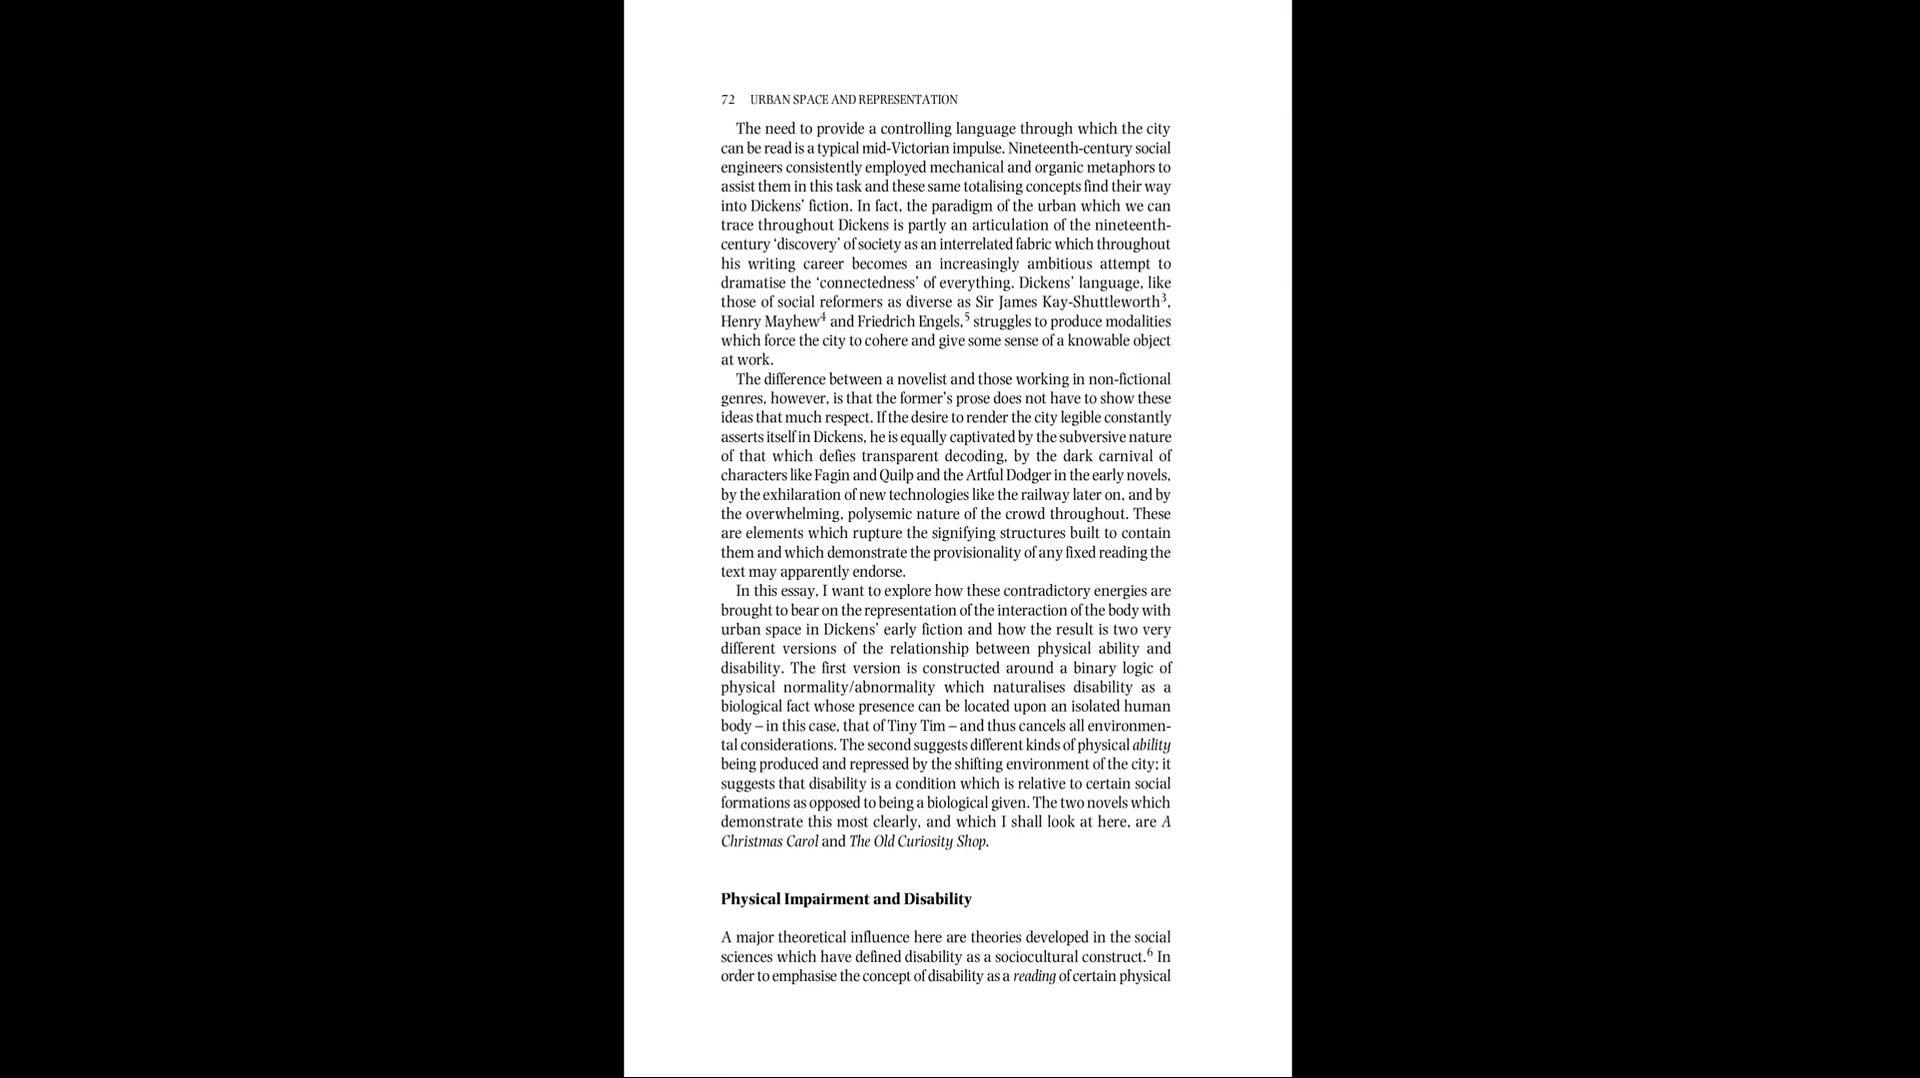 72 URBAN SPACE AND REPRESENTATION
The need to provide a controlling language through which the city
can be read is a typical mid-Victorian impulse. Nineteenth-century social
engineers consistently employed mechanical and organic metaphors to
assist them in this task and these same totalising concepts find their way
into Dickens’ fiction. In fact, the paradigm of the urban which we can
trace throughout Dickens is partly an articulation of the nineteenth-
century ‘discovery’ of society as an interrelated fabric which throughout
his writing career becomes an increasingly ambitious attempt to
dramatise the ‘connectedness’ of everything. Dickens’ language, like
those of social reformers as diverse as Sir James Kay-Shuttleworth³,
Henry Mayhew⁴ and Friedrich Engels,⁵ struggles to produce modalities
which force the city to cohere and give some sense of a knowable object
at work.
The difference between a novelist and those working in non-fictional
genres, however, is that the former’s prose does not have to show these
ideas that much respect. If the desire to render the city legible constantly
asserts itself in Dickens, he is equally captivated by the subversive nature
of that which defies transparent decoding, by the dark carnival of
characters like Fagin and Quilp and the Artful Dodger in the early novels,
by the exhilaration of new technologies like the railway later on, and by
the overwhelming, polysemic nature of the crowd throughout. These
are elements which rupture the signifying structures built to contain
them and which demonstrate the provisionality of any fixed reading the
text may apparently endorse.
In this essay, I want to explore how these contradictory energies are
brought to bear on the representation of the interaction of the body with
urban space in Dickens’ early fiction and how the result is two very
different versions of the relationship between physical ability and
disability. The first version is constructed around a binary logic of
physical normality/abnormality which naturalises disability as a
biological fact whose presence can be located upon an isolated human
body – in this case, that of Tiny Tim – and thus cancels all environmen-
tal considerations. The second suggests different kinds of physical ability
being produced and repressed by the shifting environment of the city; it
suggests that disability is a condition which is relative to certain social
formations as opposed to being a biological given. The two novels which
demonstrate this most clearly, and which I shall look at here, are A
Christmas Carol and The Old Curiosity Shop.
Physical Impairment and Disability
A major theoretical influence here are theories developed in the social
sciences which have defined disability as a sociocultural construct.⁶ In
order to emphasise the concept of disability as a reading of certain physical